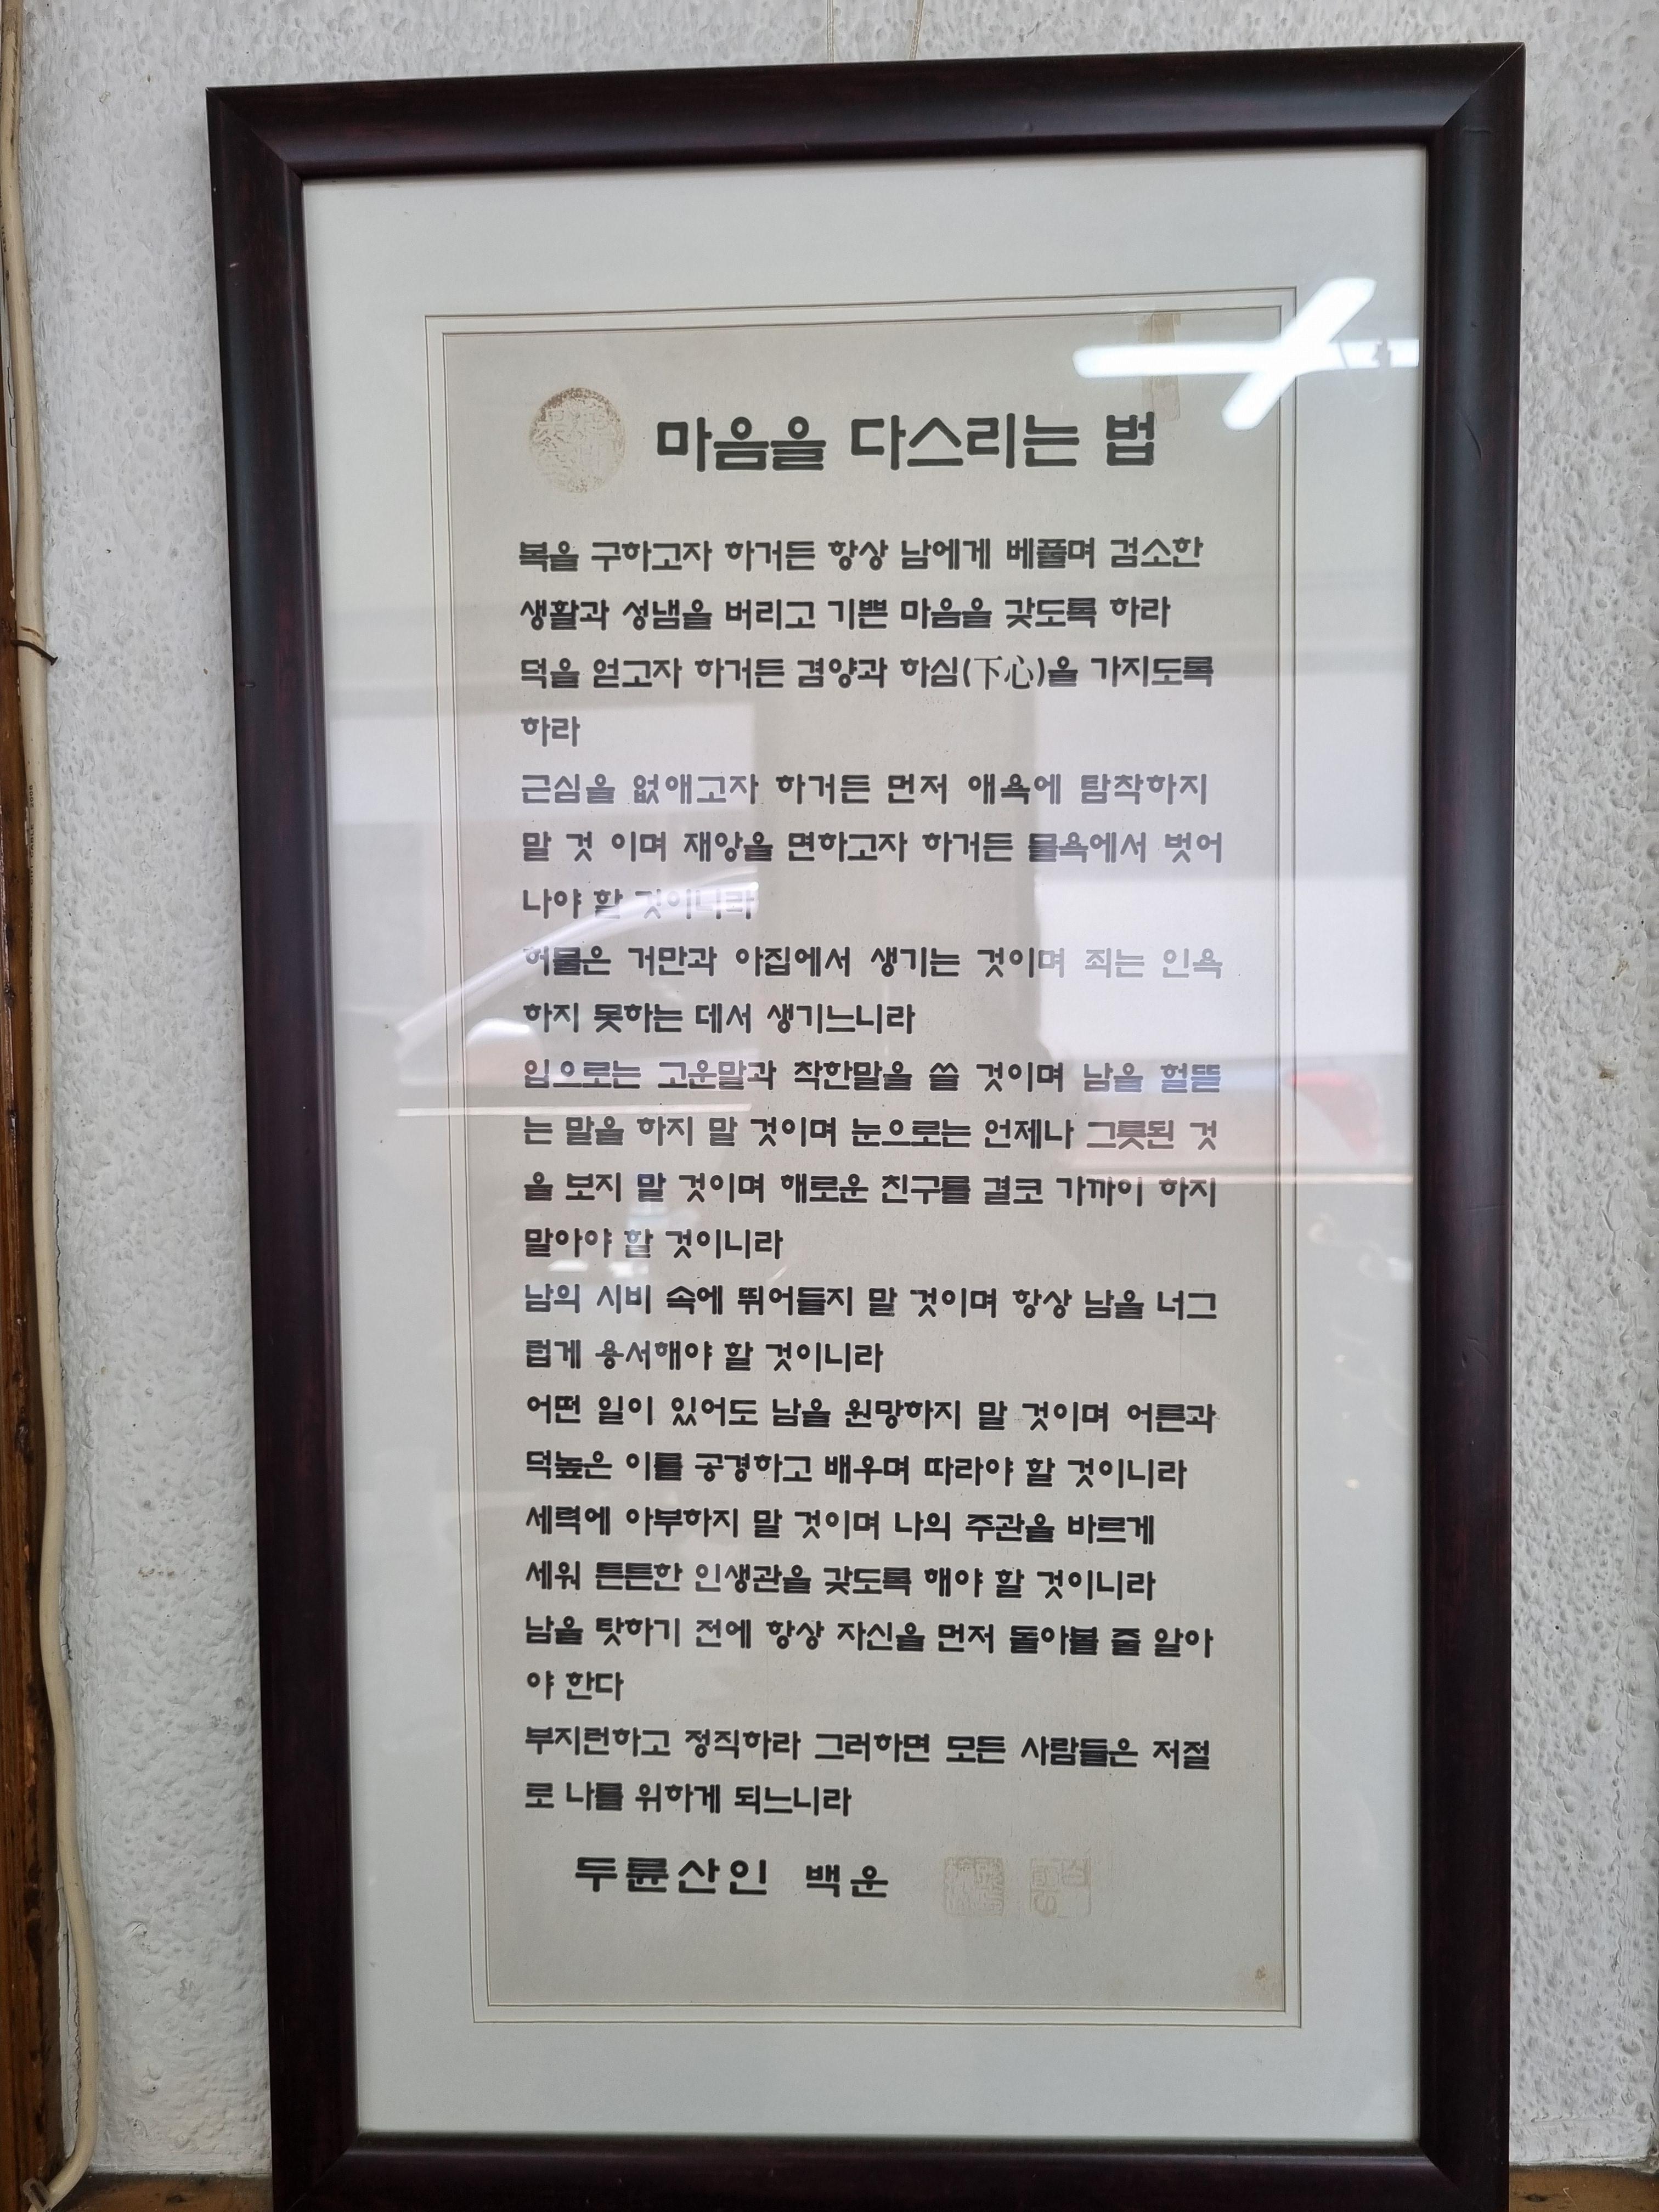 마음을 다스리는 법
복을 구하고자 하거든 항상 남에게 베풀며 검소한
생활과 성냄을 버리고 기쁜 마음을 갖도록 하라
덕을 얻고자 하거든 겸양과 하심(下心)을 가지도록
하라
근심을 없애고자 하거든 먼저 애욕에 탐착하지
말 것 이며 재앙을 면하고자 하거든 물욕에서 벗어
나야 할 것이니라
허물은 거만과 아집에서 생기는 것이며 죄는 인욕
하지 못하는 데서 생기느니라
입으로는 고운말과 착한말을 쓸 것이며 남을 헐뜯
는 말을 하지 말 것이며 눈으로는 언제나 그릇된 것
을 보지 말 것이며 해로운 친구를 결코 가까이 하지
말아야 할 것이니라
남의 시비 속에 뛰어들지 말 것이며 항상 남을 너그
럽게 용서해야 할 것이니라
어떤 일이 있어도 남을 원망하지 말 것이며 어른과
덕높은 이를 공경하고 배우며 따라야 할 것이니라
세력에 아부하지 말 것이며 나의 주관을 바르게
세워 튼튼한 인생관을 갖도록 해야 할 것이니라
남을 탓하기 전에 항상 자신을 먼저 돌아볼 줄 알아
야 한다
부지런하고 정직하라 그러하면 모든 사람들은 저절
로 나를 위하게 되느니라
두륜산인 백운